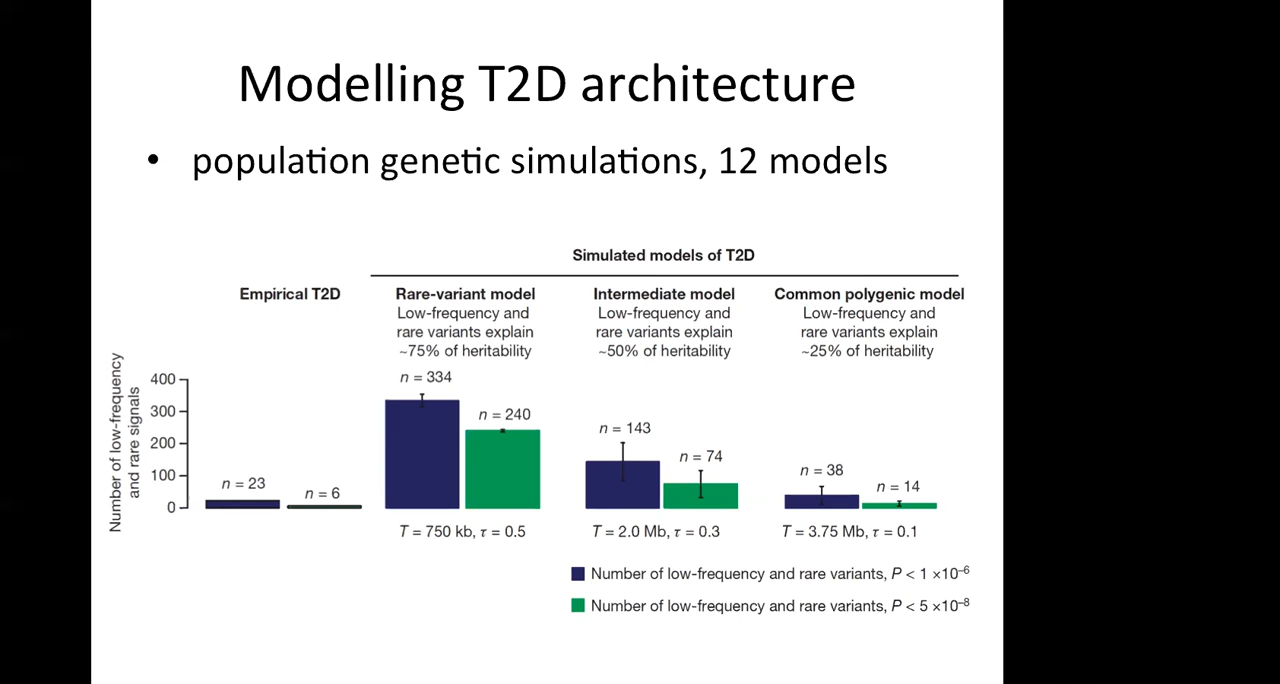 Modelling T2D architecture
• population genetic simulations, 12 models
Simulated models of T2D
Empirical T2D
Rare-variant model
Low-frequency and
rare variants explain
~75% of heritability
Intermediate model
Low-frequency and
rare variants explain
~50% of heritability
Common polygenic model
Low-frequency and
rare variants explain
~25% of heritability
Number of low-frequency
and rare signals
400
300
200
100
0
n = 23
n = 6
n = 334
n = 240
n = 143
n = 74
n = 38
n = 14
T = 750 kb, τ = 0.5
T = 2.0 Mb, τ = 0.3
T = 3.75 Mb, τ = 0.1
Number of low-frequency and rare variants, P < 1 ×10⁻⁶
Number of low-frequency and rare variants, P < 5 ×10⁻⁸